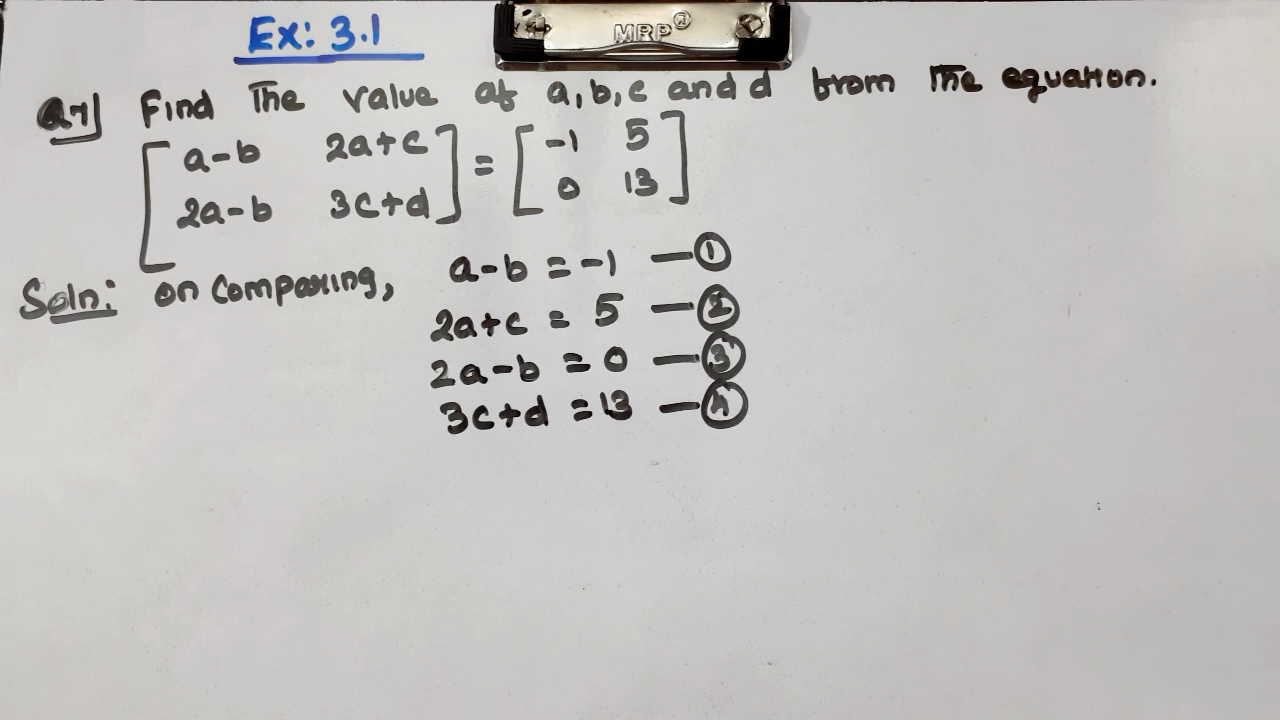 Ex: 3.1
MRP®
Q7] Find The value of a, b, c and d from The equation.
[a-b 2a+c] = [-1 5]
[2a-b 3c+d] [0 13]
Soln: on comparing, a-b = -1 — ①
2a+c = 5 — ②
2a-b = 0 — ③
3c+d = 13 — ④